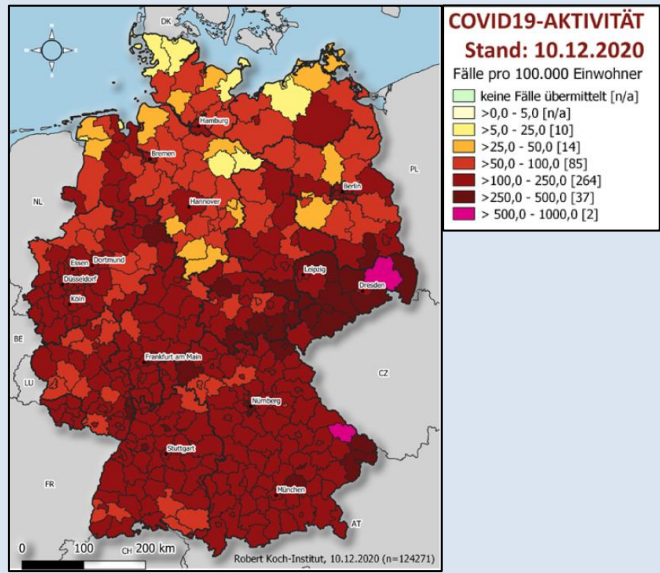 COVID19-AKTIVITÄT
Stand: 10.12.2020
Fälle pro 100.000 Einwohner
keine Fälle übermittelt [n/a]
>0,0 - 5,0 [n/a]
>5,0 - 25,0 [10]
>25,0 - 50,0 [14]
>50,0 - 100,0 [85]
>100,0 - 250,0 [264]
>250,0 - 500,0 [37]
> 500,0 - 1000,0 [2]
DK
Hamburg
Bremen
PL
Berlin
NL
Hannover
Essen
Dortmund
Düsseldorf
Leipzig
Dresden
Köln
BE
Frankfurt am Main
CZ
LU
Nürnberg
Stuttgart
FR
München
AT
CH
0 100 200 km
Robert Koch-Institut, 10.12.2020 (n=124271)